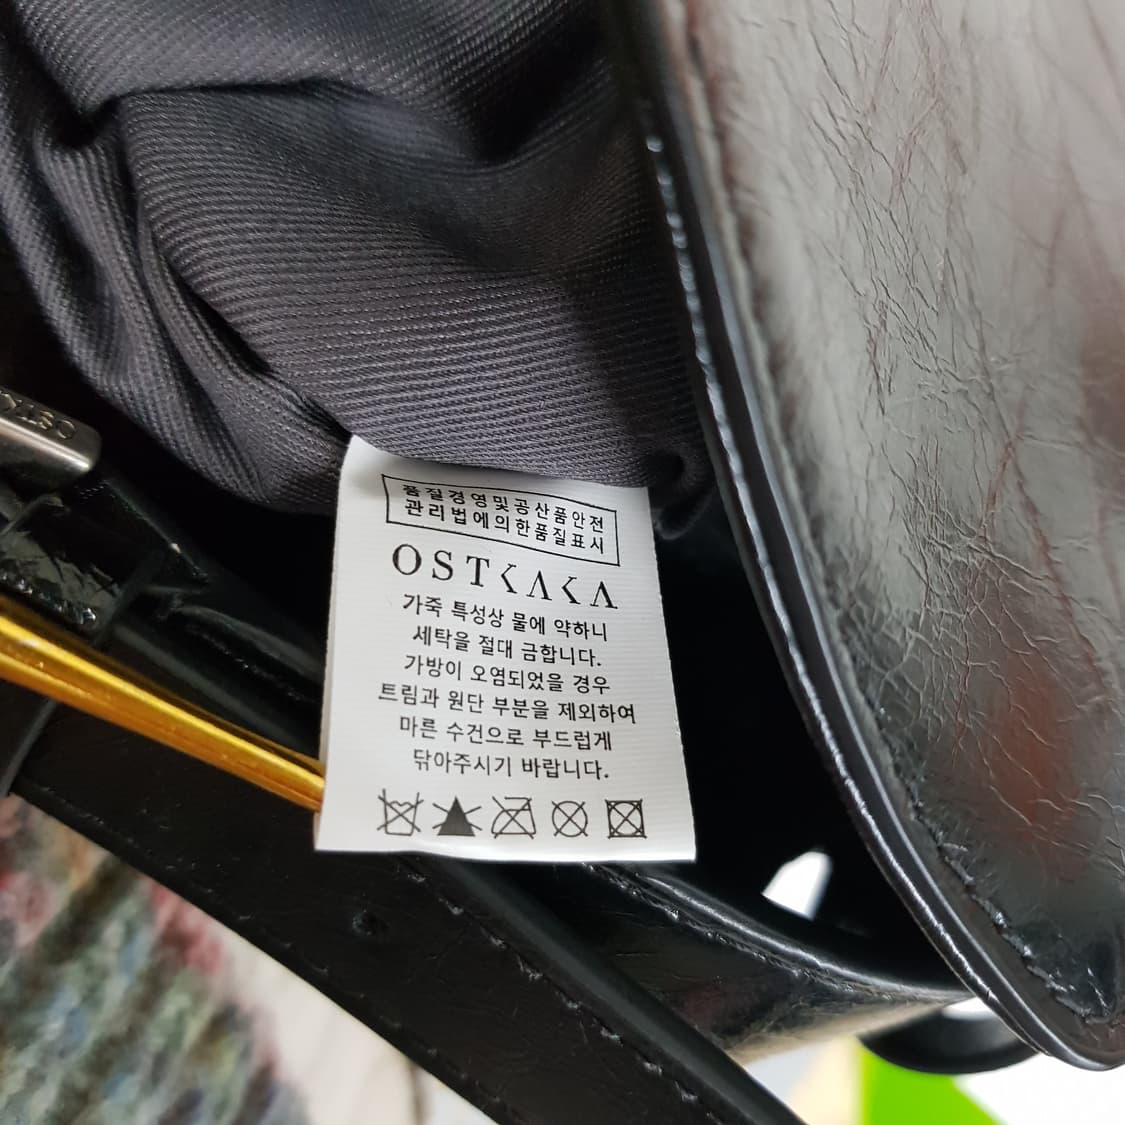 품질경영및공산품안전
관리법에의한품질표시
OSTKAKA
가죽 특성상 물에 약하니
세탁을 절대 금합니다.
가방이 오염되었을 경우
트림과 원단 부분을 제외하여
마른 수건으로 부드럽게
닦아주시기 바랍니다.